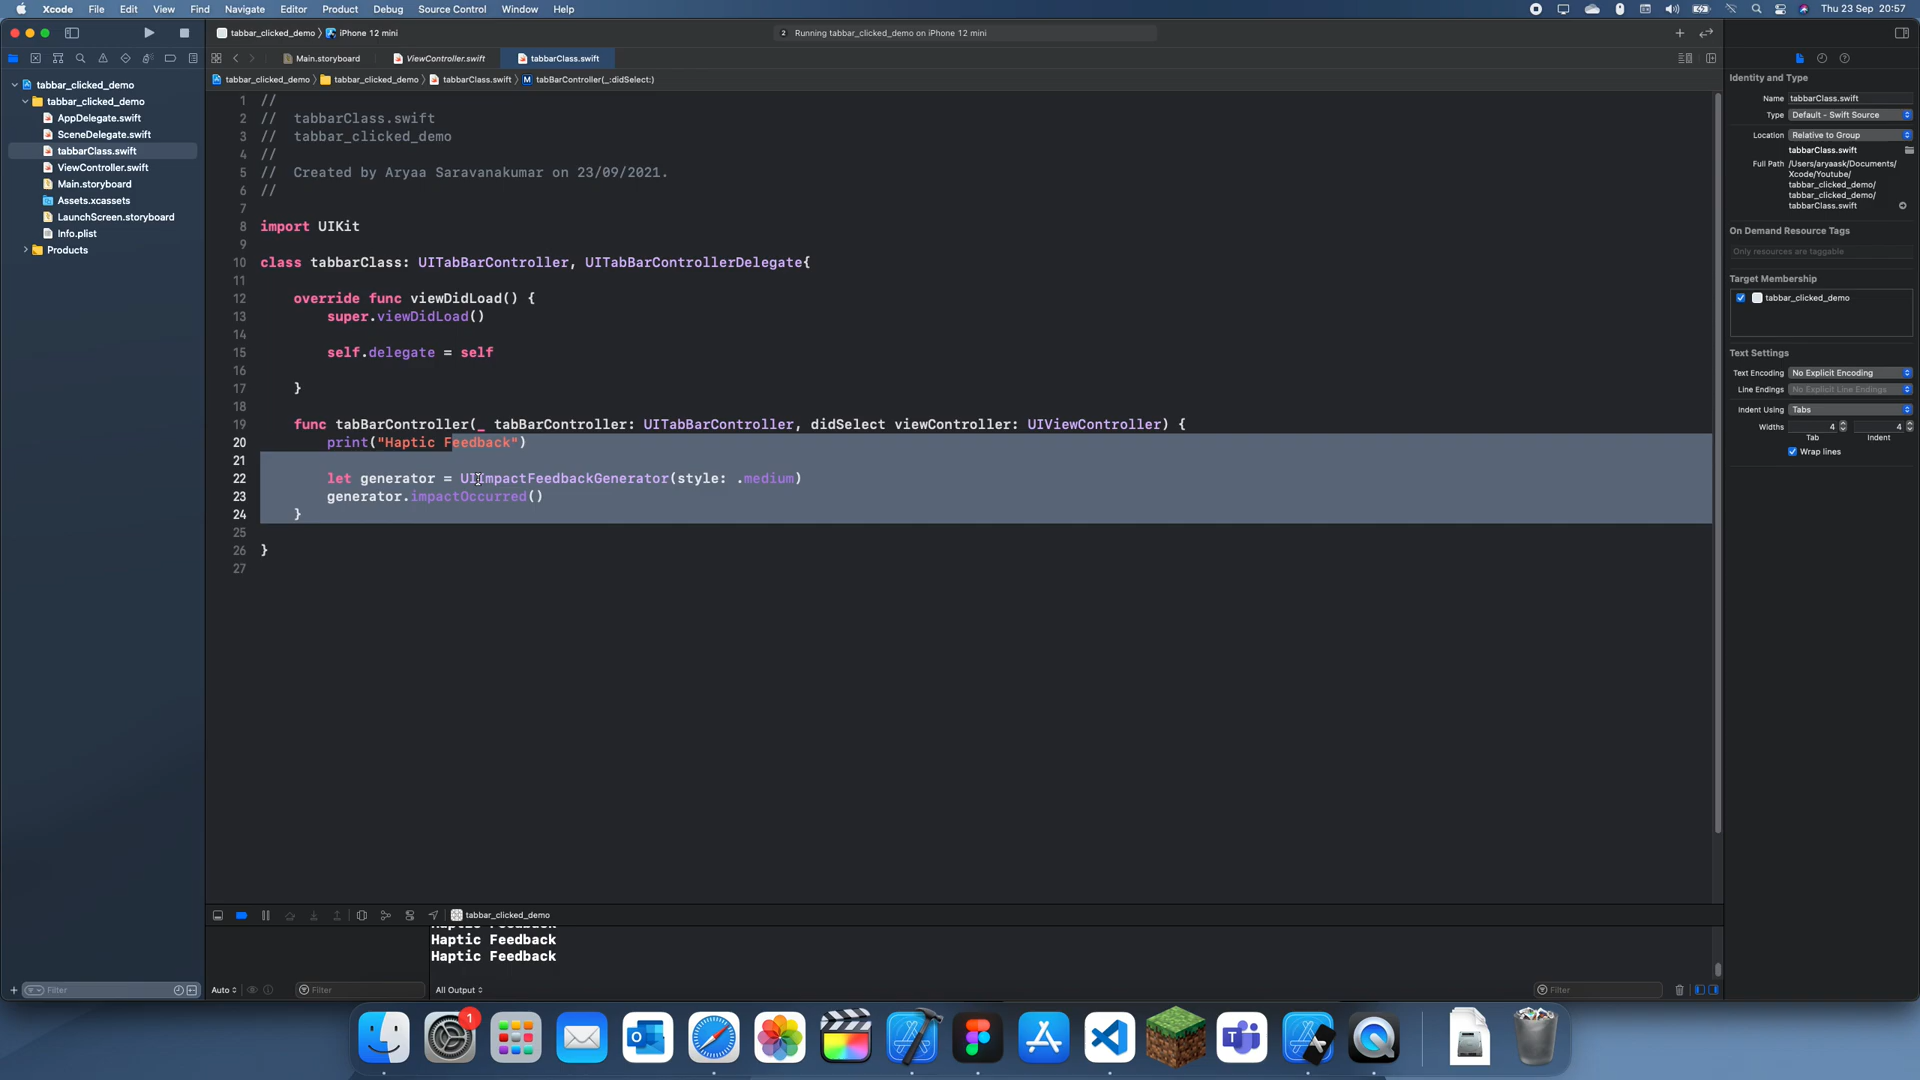 Xcode File Edit View Find Navigate Editor Product Debug Source Control Window Help Thu 23 Sep 20:57
tabbar_clicked_demo 〉 iPhone 12 mini
2 Running tabbar_clicked_demo on iPhone 12 mini
Main.storyboard ViewController.swift tabbarClass.swift
tabbar_clicked_demo 〉 tabbar_clicked_demo 〉 tabbarClass.swift 〉 M tabBarController(_:didSelect:)
tabbar_clicked_demo
tabbar_clicked_demo
AppDelegate.swift
SceneDelegate.swift
tabbarClass.swift
ViewController.swift
Main.storyboard
Assets.xcassets
LaunchScreen.storyboard
Info.plist
Products
Filter
1 //
2 //  tabbarClass.swift
3 //  tabbar_clicked_demo
4 //
5 //  Created by Aryaa Saravanakumar on 23/09/2021.
6 //
7
8 import UIKit
9
10 class tabbarClass: UITabBarController, UITabBarControllerDelegate{
11
12     override func viewDidLoad() {
13         super.viewDidLoad()
14
15         self.delegate = self
16
17     }
18
19     func tabBarController(_ tabBarController: UITabBarController, didSelect viewController: UIViewController) {
20         print("Haptic Feedback")
21
22         let generator = UIImpactFeedbackGenerator(style: .medium)
23         generator.impactOccurred()
24     }
25
26 }
27
tabbar_clicked_demo
Haptic Feedback
Haptic Feedback
Haptic Feedback
Auto Filter All Output Filter
Identity and Type
Name tabbarClass.swift
Type Default - Swift Source
Location Relative to Group
tabbarClass.swift
Full Path /Users/aryaask/Documents/
Xcode/Youtube/
tabbar_clicked_demo/
tabbar_clicked_demo/
tabbarClass.swift
On Demand Resource Tags
Only resources are taggable
Target Membership
tabbar_clicked_demo
Text Settings
Text Encoding No Explicit Encoding
Line Endings No Explicit Line Endings
Indent Using Tabs
Widths 4 4
Tab Indent
Wrap lines
1